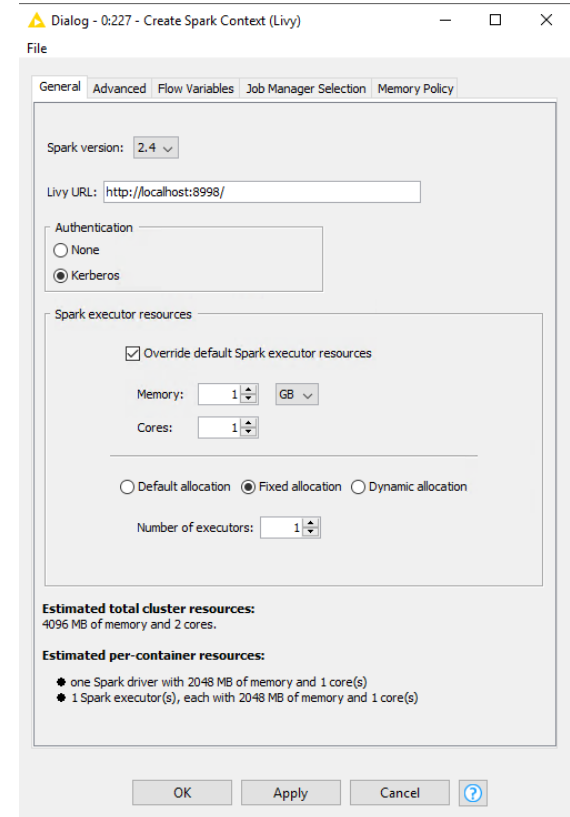 Dialog - 0:227 - Create Spark Context (Livy)
File
General Advanced Flow Variables Job Manager Selection Memory Policy
Spark version: 2.4
Livy URL: http://localhost:8998/
Authentication
None
Kerberos
Spark executor resources
Override default Spark executor resources
Memory: 1 GB
Cores: 1
Default allocation Fixed allocation Dynamic allocation
Number of executors: 1
Estimated total cluster resources:
4096 MB of memory and 2 cores.
Estimated per-container resources:
one Spark driver with 2048 MB of memory and 1 core(s)
1 Spark executor(s), each with 2048 MB of memory and 1 core(s)
OK Apply Cancel ?